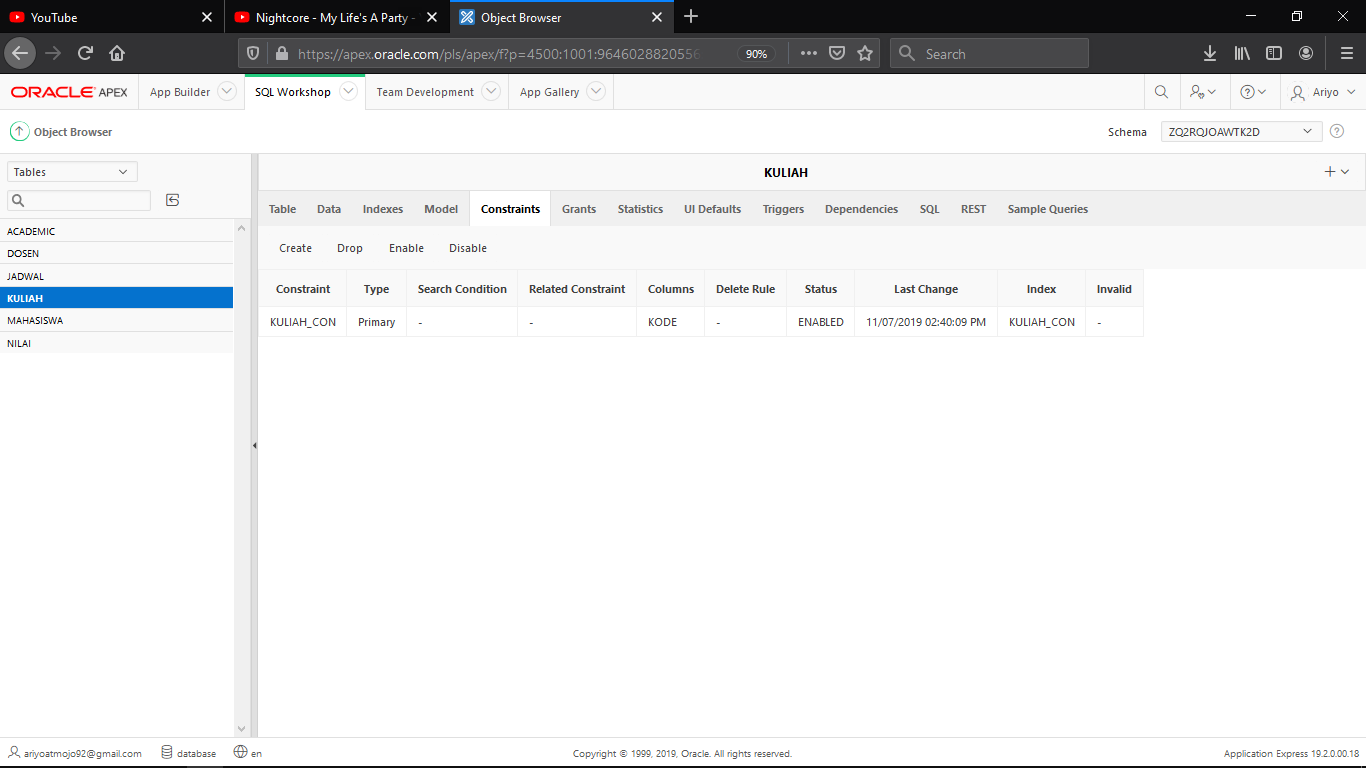 YouTube
Nightcore - My Life's A Party -
Object Browser
https://apex.oracle.com/pls/apex/f?p=4500:1001:9646028820556
90%
Search
ORACLE APEX
App Builder
SQL Workshop
Team Development
App Gallery
Ariyo
Object Browser
Schema
ZQ2RQJOAWTK2D
Tables
KULIAH
Table Data Indexes Model Constraints Grants Statistics UI Defaults Triggers Dependencies SQL REST Sample Queries
ACADEMIC
DOSEN
JADWAL
KULIAH
MAHASISWA
NILAI
Create Drop Enable Disable
Constraint Type Search Condition Related Constraint Columns Delete Rule Status Last Change Index Invalid
KULIAH_CON Primary - - KODE - ENABLED 11/07/2019 02:40:09 PM KULIAH_CON -
ariyoatmojo92@gmail.com
database
en
Copyright © 1999, 2019, Oracle. All rights reserved.
Application Express 19.2.0.00.18